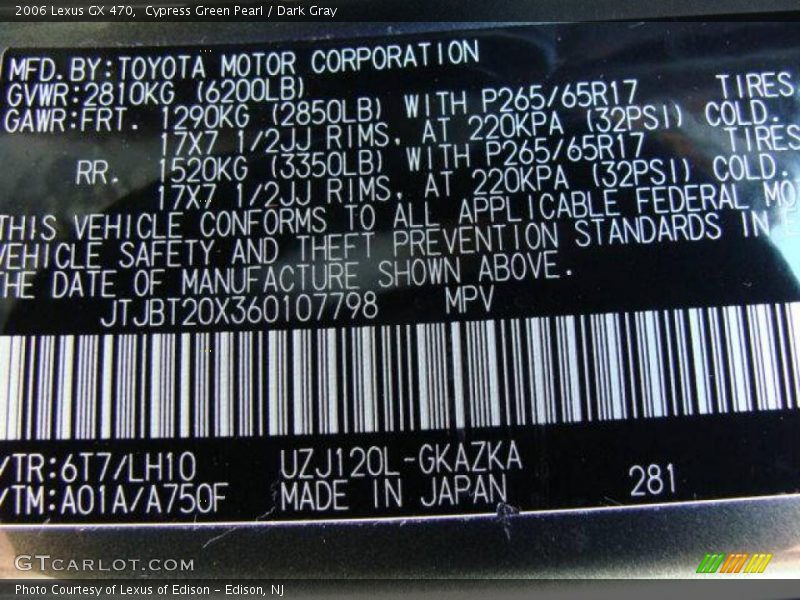 2006 Lexus GX 470, Cypress Green Pearl / Dark Gray
MFD.BY:TOYOTA MOTOR CORPORATION
GVWR:2810KG (6200LB)
GAWR:FRT. 1290KG (2850LB) WITH P265/65R17 TIRES
17X7 1/2JJ RIMS, AT 220KPA (32PSI) COLD.
RR. 1520KG (3350LB) WITH P265/65R17 TIRES
17X7 1/2JJ RIMS, AT 220KPA (32PSI) COLD.
THIS VEHICLE CONFORMS TO ALL APPLICABLE FEDERAL MO
VEHICLE SAFETY AND THEFT PREVENTION STANDARDS IN E
THE DATE OF MANUFACTURE SHOWN ABOVE.
JTJBT20X360107798 MPV
/TR:6T7/LH10 UZJ120L-GKAZKA 281
/TM:A01A/A750F MADE IN JAPAN
GTCARLOT.COM
Photo Courtesy of Lexus of Edison - Edison, NJ